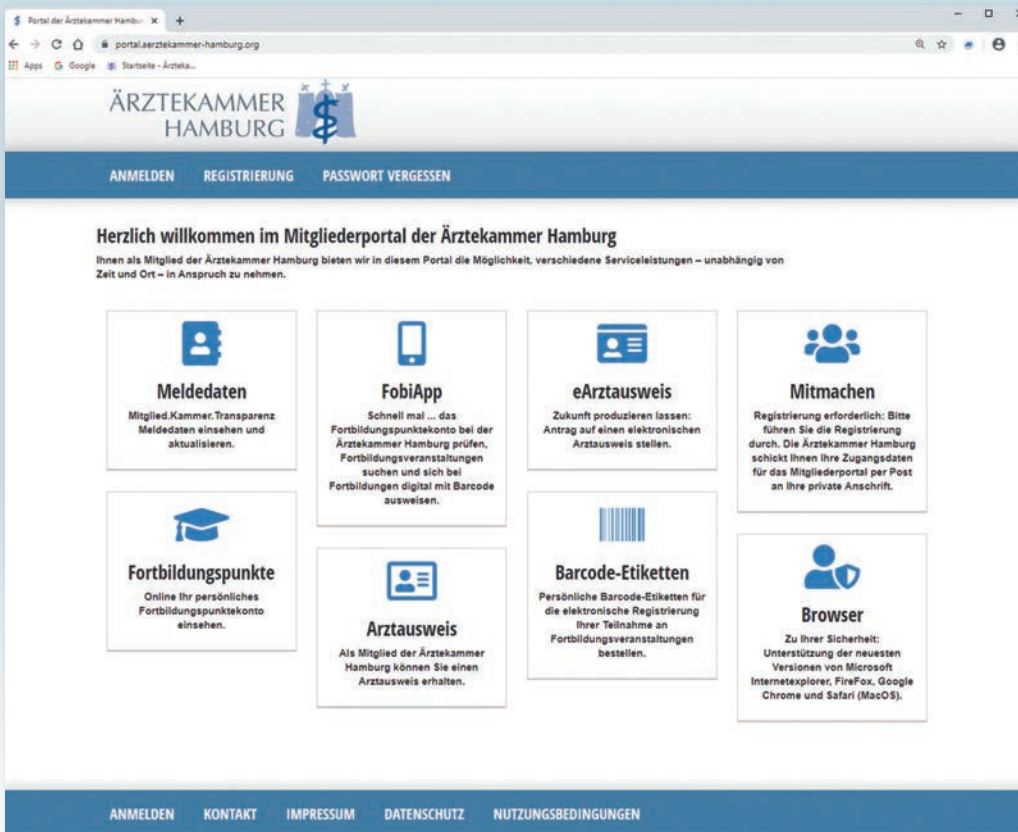 Portal der Ärztekammer Hambu
portal.aerztekammer-hamburg.org
Apps
Google
Startseite - Ärzteka...
ÄRZTEKAMMER
HAMBURG
ANMELDEN REGISTRIERUNG PASSWORT VERGESSEN
Herzlich willkommen im Mitgliederportal der Ärztekammer Hamburg
Ihnen als Mitglied der Ärztekammer Hamburg bieten wir in diesem Portal die Möglichkeit, verschiedene Serviceleistungen – unabhängig von
Zeit und Ort – in Anspruch zu nehmen.
Meldedaten
Mitglied.Kammer.Transparenz
Meldedaten einsehen und
aktualisieren.
FobiApp
Schnell mal ... das
Fortbildungspunktekonto bei der
Ärztekammer Hamburg prüfen,
Fortbildungsveranstaltungen
suchen und sich bei
Fortbildungen digital mit Barcode
ausweisen.
eArztausweis
Zukunft produzieren lassen:
Antrag auf einen elektronischen
Arztausweis stellen.
Mitmachen
Registrierung erforderlich: Bitte
führen Sie die Registrierung
durch. Die Ärztekammer Hamburg
schickt Ihnen Ihre Zugangsdaten
für das Mitgliederportal per Post
an Ihre private Anschrift.
Fortbildungspunkte
Online Ihr persönliches
Fortbildungspunktekonto
einsehen.
Arztausweis
Als Mitglied der Ärztekammer
Hamburg können Sie einen
Arztausweis erhalten.
Barcode-Etiketten
Persönliche Barcode-Etiketten für
die elektronische Registrierung
Ihrer Teilnahme an
Fortbildungsveranstaltungen
bestellen.
Browser
Zu Ihrer Sicherheit:
Unterstützung der neuesten
Versionen von Microsoft
Internetexplorer, FireFox, Google
Chrome und Safari (MacOS).
ANMELDEN KONTAKT IMPRESSUM DATENSCHUTZ NUTZUNGSBEDINGUNGEN